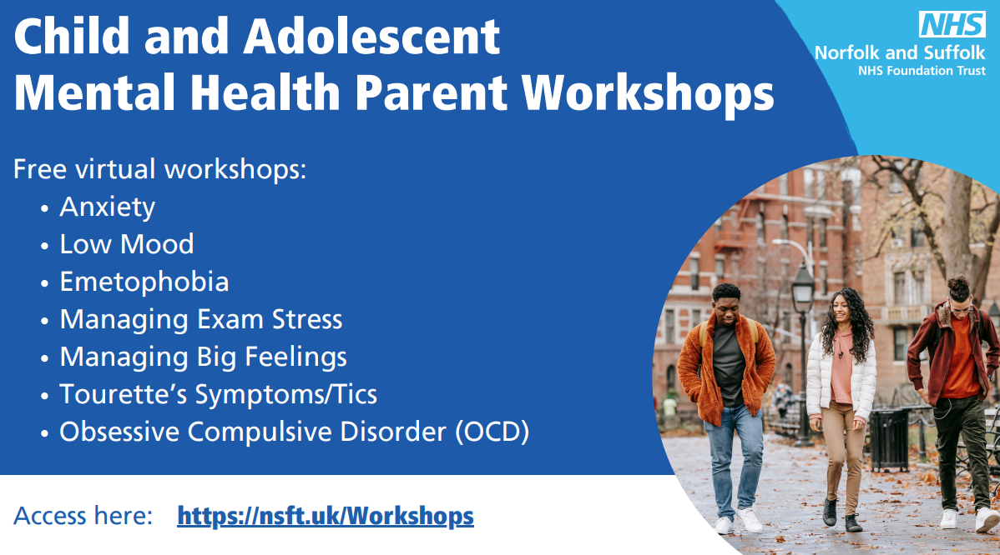 Child and Adolescent
Mental Health Parent Workshops
NHS
Norfolk and Suffolk
NHS Foundation Trust
Free virtual workshops:
• Anxiety
• Low Mood
• Emetophobia
• Managing Exam Stress
• Managing Big Feelings
• Tourette’s Symptoms/Tics
• Obsessive Compulsive Disorder (OCD)
Access here: https://nsft.uk/Workshops